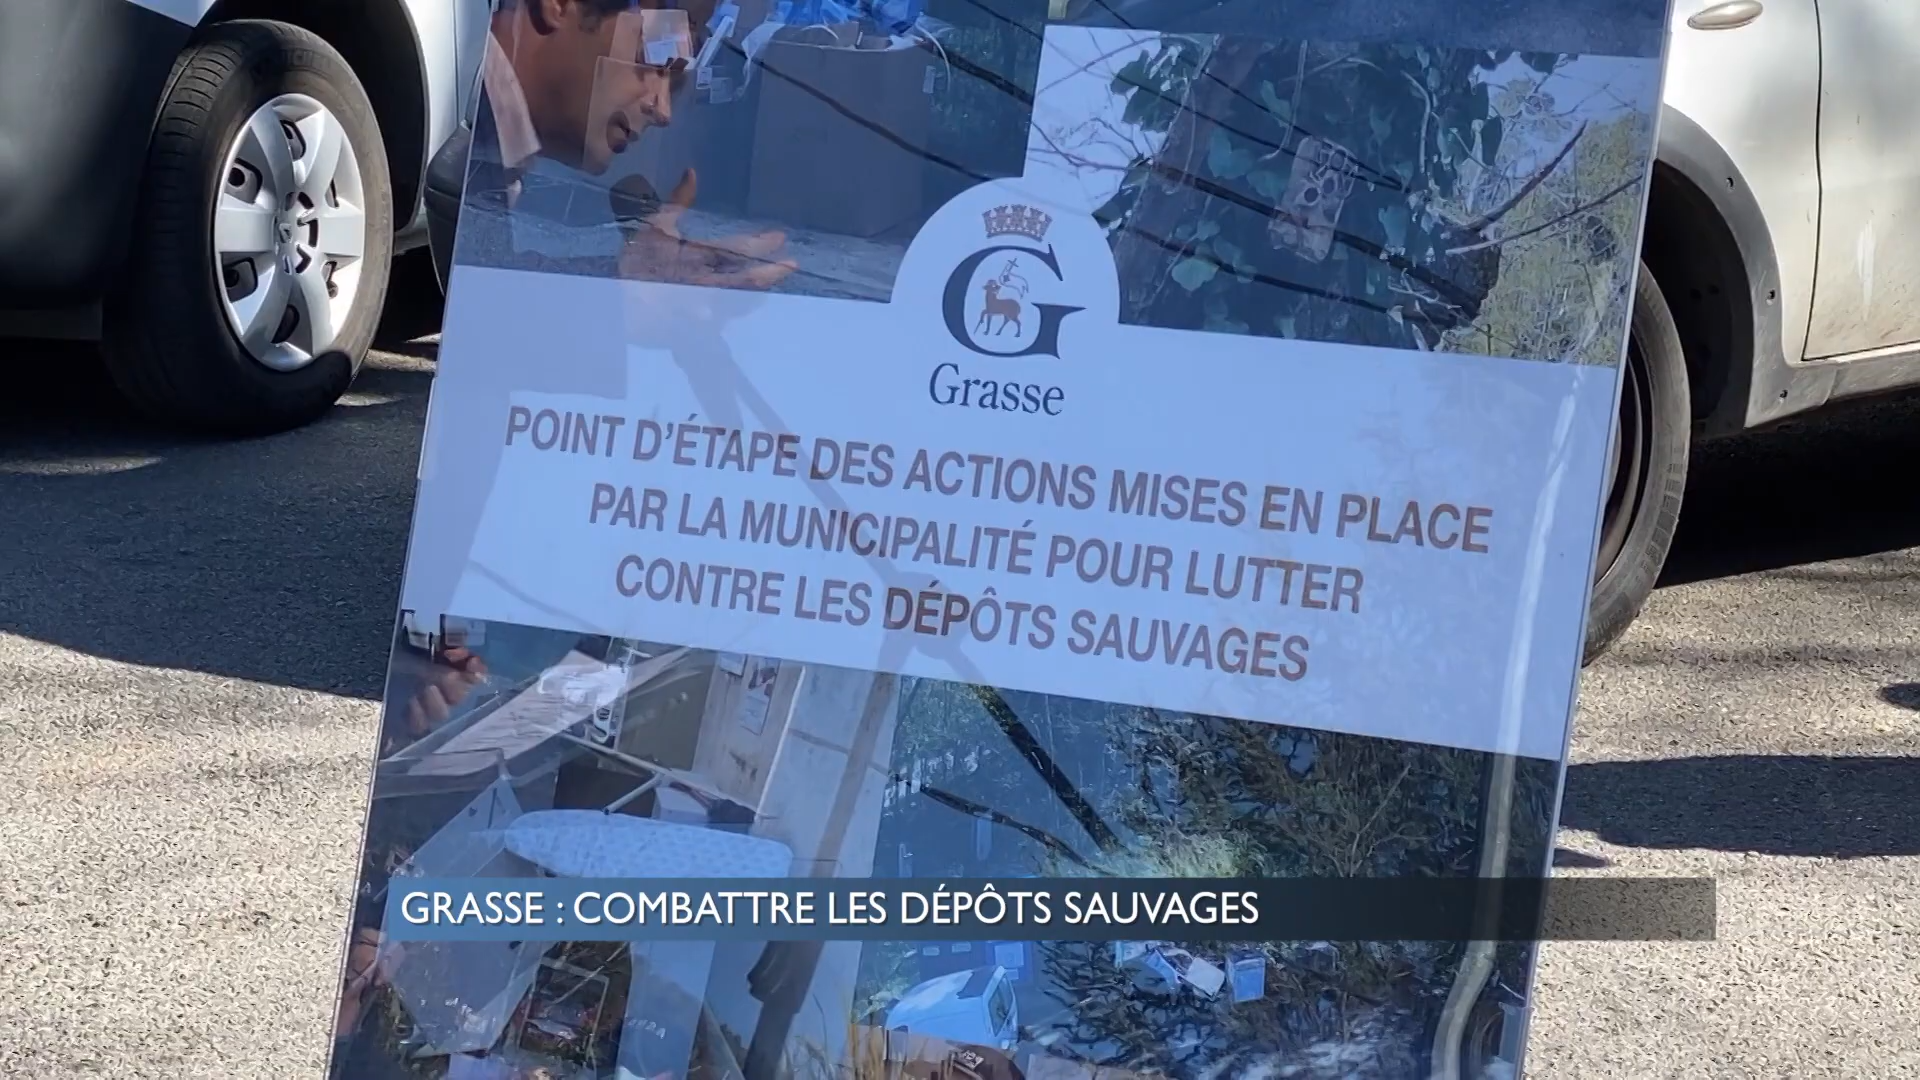 Grasse
POINT D'ÉTAPE DES ACTIONS MISES EN PLACE
PAR LA MUNICIPALITÉ POUR LUTTER
CONTRE LES DÉPÔTS SAUVAGES
GRASSE : COMBATTRE LES DÉPÔTS SAUVAGES